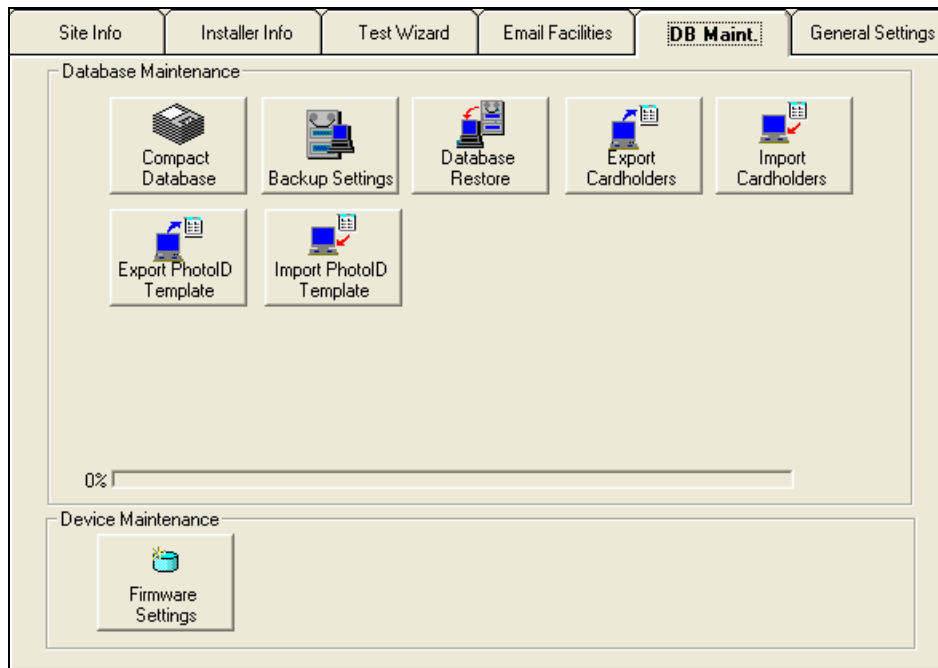 Site Info Installer Info Test Wizard Email Facilities DB Maint. General Settings
Database Maintenance
Compact Database
Backup Settings
Database Restore
Export Cardholders
Import Cardholders
Export PhotoID Template
Import PhotoID Template
0%
Device Maintenance
Firmware Settings